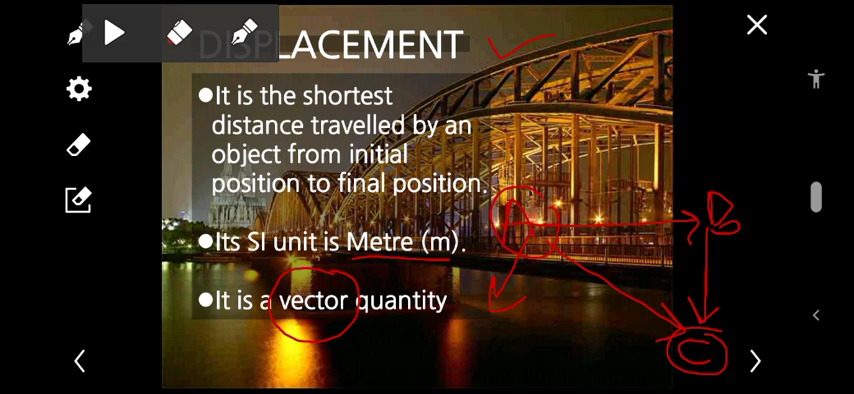 DISPLACEMENT
●It is the shortest
distance travelled by an
object from initial
position to final position.
●Its SI unit is Metre (m).
●It is a vector quantity
A
B
C